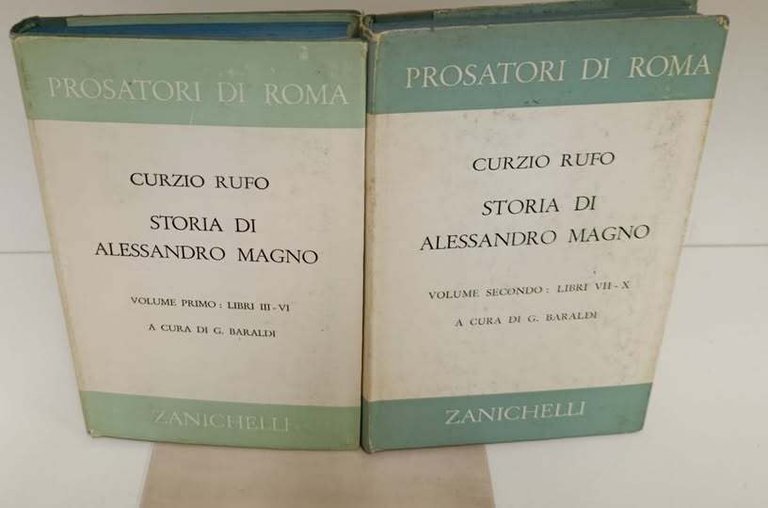 PROSATORI DI ROMA
CURZIO RUFO
STORIA DI
ALESSANDRO MAGNO
VOLUME PRIMO: LIBRI III-VI
A CURA DI G. BARALDI
ZANICHELLI
PROSATORI DI ROMA
CURZIO RUFO
STORIA DI
ALESSANDRO MAGNO
VOLUME SECONDO: LIBRI VII-X
A CURA DI G. BARALDI
ZANICHELLI